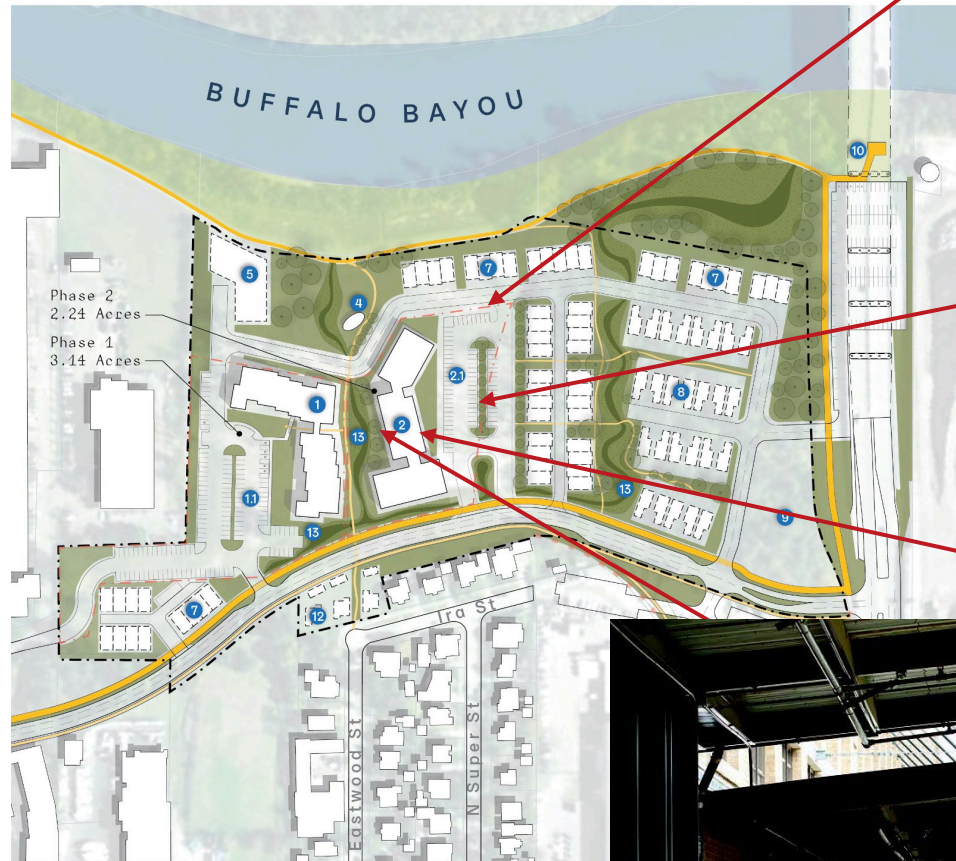 BUFFALO BAYOU
10
5
7
7
4
Phase 2
2.24 Acres
Phase 1
3.14 Acres
2.1
1
8
2
13
1.1
13
9
13
7
12
Ira St
Eastwood St
N Super St